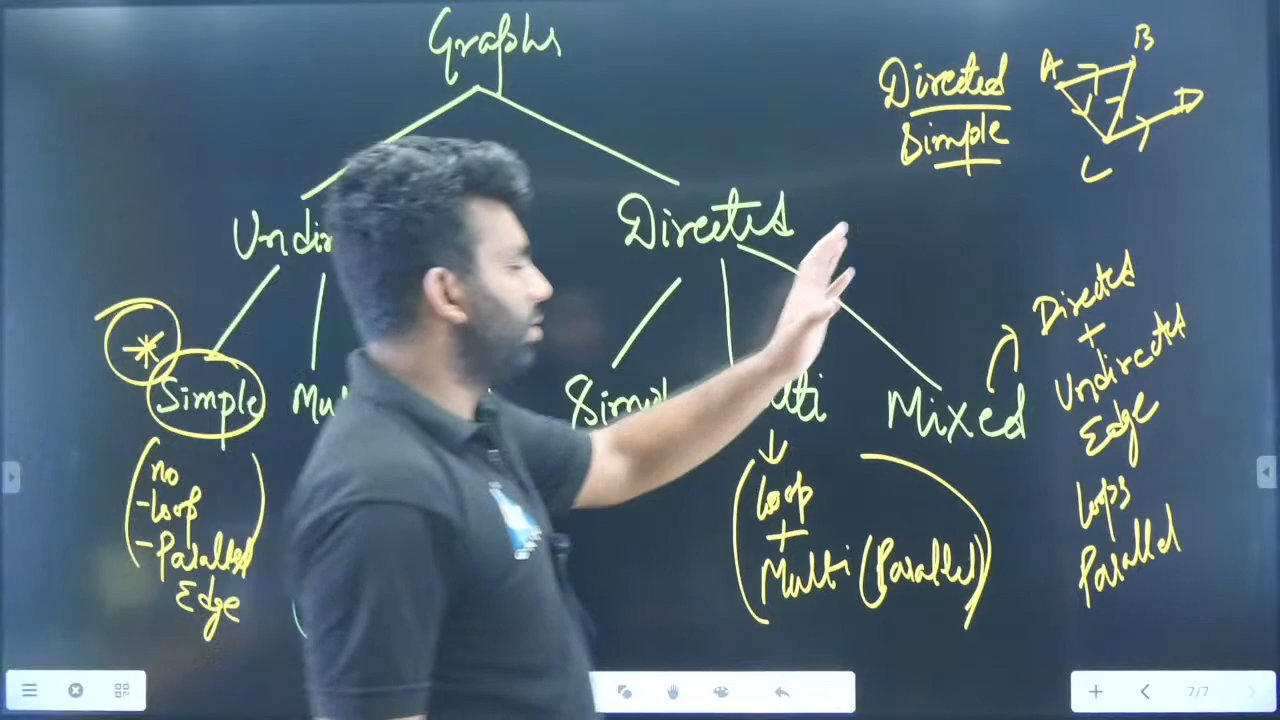 Graphs
Directed
Simple
A
B
C
D
Undir
Directed
*
Simple
Mu
Simpl
lti
Mixed
Directed
+
Undirected
Edge
Loops
Parallel
no
-Loop
-Parallel
Edge
Loop
+
Multi (Parallel)
7/7